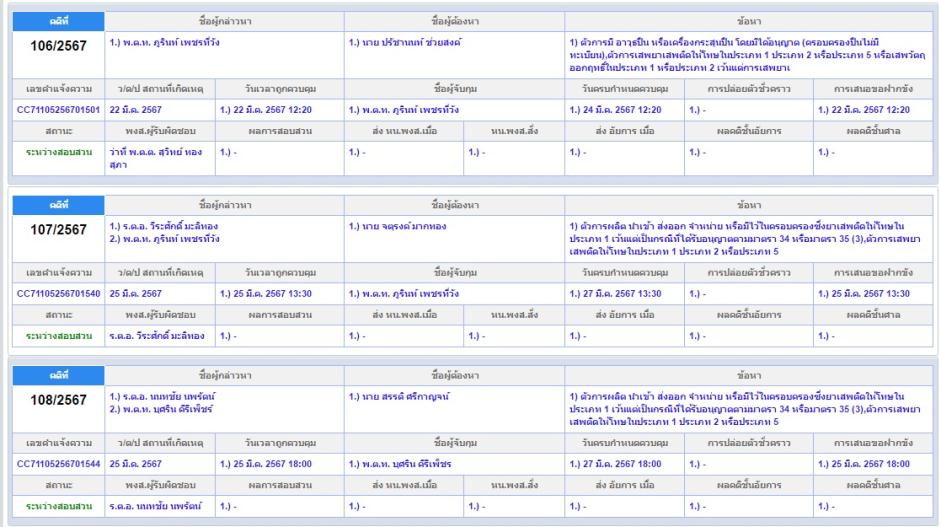 คดีที่ ชื่อผู้กล่าวหา ชื่อผู้ต้องหา ข้อหา
106/2567 1.) พ.ต.ท. ภูรินท์ เพชรที่วัง 1.) นาย ปรัชานนท์ ช่วยสงค์ 1) ตัวการมี อาวุธปืน หรือเครื่องกระสุนปืน โดยมิได้อนุญาต (ครอบครองปืนไม่มี
ทะเบียน),ตัวการเสพยาเสพติดให้โทษในประเภท 1 ประเภท 2 หรือประเภท 5 หรือเสพวัตถุ
ออกฤทธิ์ในประเภท 1 หรือประเภท 2 เว้นแต่การเสพยาเ
เลขคำแจ้งความ ว/ด/ป สถานที่เกิดเหตุ วันเวลาถูกควบคุม ชื่อผู้จับกุม วันครบกำหนดควบคุม การปล่อยตัวชั่วคราว การเสนอขอฝากขัง
CC71105256701501 22 มี.ค. 2567 1.) 22 มี.ค. 2567 12:20 1.) พ.ต.ท. ภูรินท์ เพชรที่วัง 1.) 24 มี.ค. 2567 12:20 1.) - 1.) 22 มี.ค. 2567 12:20
สถานะ พงส.ผู้รับผิดชอบ ผลการสอบสวน ส่ง หน.พงส.เมื่อ หน.พงส.สั่ง ส่ง อัยการ เมื่อ ผลคดีชั้นอัยการ ผลคดีชั้นศาล
ระหว่างสอบสวน ว่าที่ พ.ต.ต. สุวิทย์ ทอง 1.) - 1.) - 1.) - 1.) - 1.) - 1.) -
สุภา
คดีที่ ชื่อผู้กล่าวหา ชื่อผู้ต้องหา ข้อหา
107/2567 1.) ร.ต.อ. วีระศักดิ์ มะลิทอง 1.) นาย จตุรงค์ มากทอง 1) ตัวการผลิต นำเข้า ส่งออก จำหน่าย หรือมีไว้ในครอบครองซึ่งยาเสพติดให้โทษใน
2.) พ.ต.ท. ภูรินท์ เพชรที่วัง ประเภท 1 เว้นแต่เป็นกรณีที่ได้รับอนุญาตตามมาตรา 34 หรือมาตรา 35 (3),ตัวการเสพยา
เสพติดให้โทษในประเภท 1 ประเภท 2 หรือประเภท 5
เลขคำแจ้งความ ว/ด/ป สถานที่เกิดเหตุ วันเวลาถูกควบคุม ชื่อผู้จับกุม วันครบกำหนดควบคุม การปล่อยตัวชั่วคราว การเสนอขอฝากขัง
CC71105256701540 25 มี.ค. 2567 1.) 25 มี.ค. 2567 13:30 1.) พ.ต.ท. ภูรินท์ เพชรที่วัง 1.) 27 มี.ค. 2567 13:30 1.) - 1.) 25 มี.ค. 2567 13:30
สถานะ พงส.ผู้รับผิดชอบ ผลการสอบสวน ส่ง หน.พงส.เมื่อ หน.พงส.สั่ง ส่ง อัยการ เมื่อ ผลคดีชั้นอัยการ ผลคดีชั้นศาล
ระหว่างสอบสวน ร.ต.อ. วีระศักดิ์ มะลิทอง 1.) - 1.) - 1.) - 1.) - 1.) - 1.) -
คดีที่ ชื่อผู้กล่าวหา ชื่อผู้ต้องหา ข้อหา
108/2567 1.) ร.ต.อ. นนทชัย นพรัตน์ 1.) นาย สรรติ ศรีกาญจน์ 1) ตัวการผลิต นำเข้า ส่งออก จำหน่าย หรือมีไว้ในครอบครองซึ่งยาเสพติดให้โทษใน
2.) พ.ต.ท. บุศริน คีรีเพ็ชร์ ประเภท 1 เว้นแต่เป็นกรณีที่ได้รับอนุญาตตามมาตรา 34 หรือมาตรา 35 (3),ตัวการเสพยา
เสพติดให้โทษในประเภท 1 ประเภท 2 หรือประเภท 5
เลขคำแจ้งความ ว/ด/ป สถานที่เกิดเหตุ วันเวลาถูกควบคุม ชื่อผู้จับกุม วันครบกำหนดควบคุม การปล่อยตัวชั่วคราว การเสนอขอฝากขัง
CC71105256701544 25 มี.ค. 2567 1.) 25 มี.ค. 2567 18:00 1.) พ.ต.ท. บุศริน คีรีเพ็ชร 1.) 27 มี.ค. 2567 18:00 1.) - 1.) 25 มี.ค. 2567 18:00
สถานะ พงส.ผู้รับผิดชอบ ผลการสอบสวน ส่ง หน.พงส.เมื่อ หน.พงส.สั่ง ส่ง อัยการ เมื่อ ผลคดีชั้นอัยการ ผลคดีชั้นศาล
ระหว่างสอบสวน ร.ต.อ. นนทชัย นพรัตน์ 1.) - 1.) - 1.) - 1.) - 1.) - 1.) -